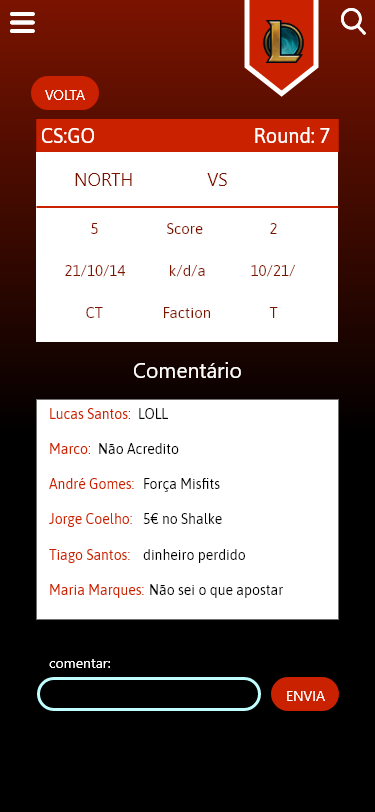 VOLTA
CS:GO Round: 7
NORTH VS
5 Score 2
21/10/14 k/d/a 10/21/
CT Faction T
Comentário
Lucas Santos: LOLL
Marco: Não Acredito
André Gomes: Força Misfits
Jorge Coelho: 5€ no Shalke
Tiago Santos: dinheiro perdido
Maria Marques: Não sei o que apostar
comentar:
ENVIA